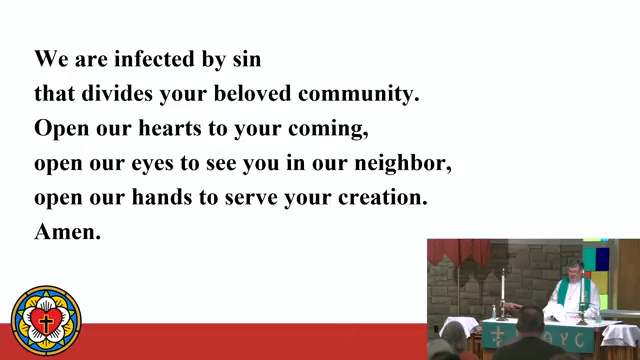 We are infected by sin
that divides your beloved community.
Open our hearts to your coming,
open our eyes to see you in our neighbor,
open our hands to serve your creation.
Amen.